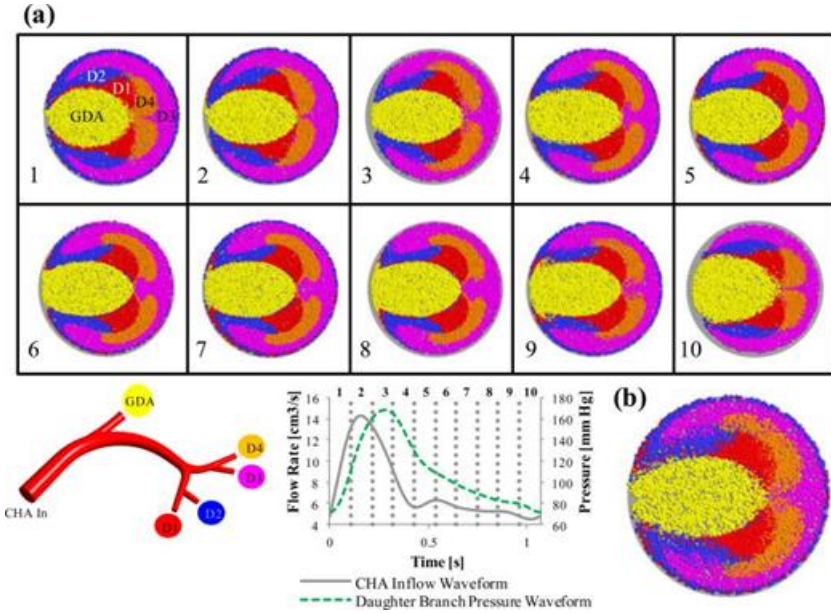 (a)
D2
D1
D4
GDA
D3
1
2
3
4
5
6
7
8
9
10
GDA
D4
D3
D2
D1
CHA In
1 2 3 4 5 6 7 8 9 10
Flow Rate [cm3/s]
16
14
12
10
8
6
4
180
160
140
120
100
80
60
Pressure [mm Hg]
0
0.5
1
Time [s]
CHA Inflow Waveform
Daughter Branch Pressure Waveform
(b)